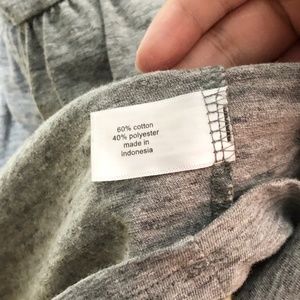 60% cotton
40% polyester
made in
Indonesia